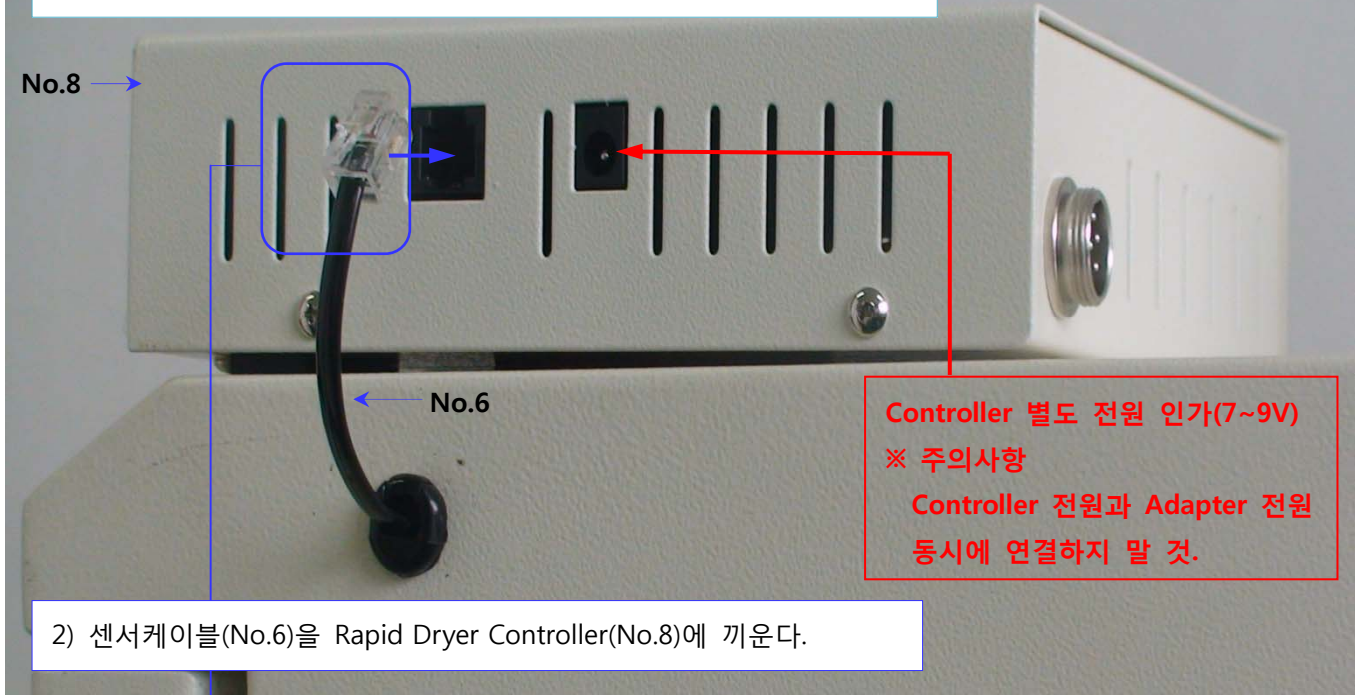 No.8
No.6
Controller 별도 전원 인가(7~9V)
※ 주의사항
Controller 전원과 Adapter 전원
동시에 연결하지 말 것.
2) 센서케이블(No.6)을 Rapid Dryer Controller(No.8)에 끼운다.